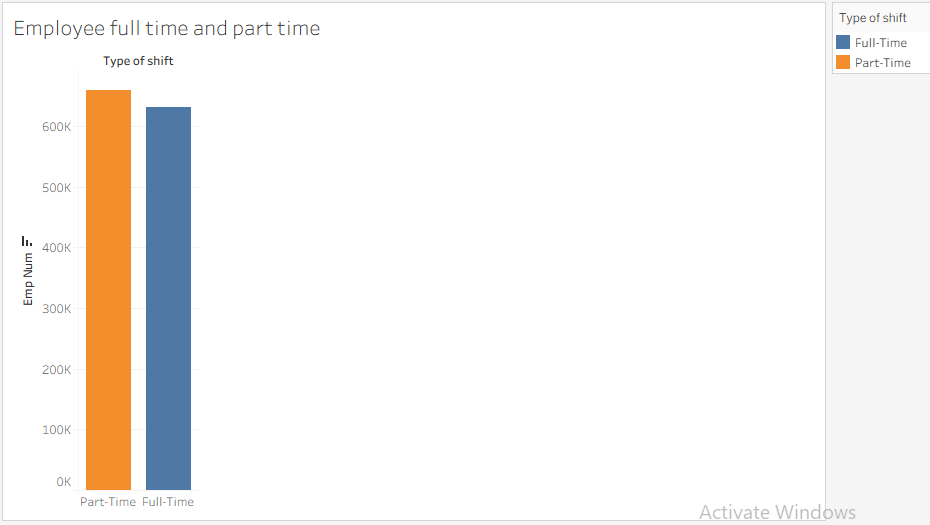 Employee full time and part time
Type of shift
600K
500K
400K
300K
200K
100K
0K
Emp Num
Part-Time Full-Time
Type of shift
Full-Time
Part-Time
Activate Windows